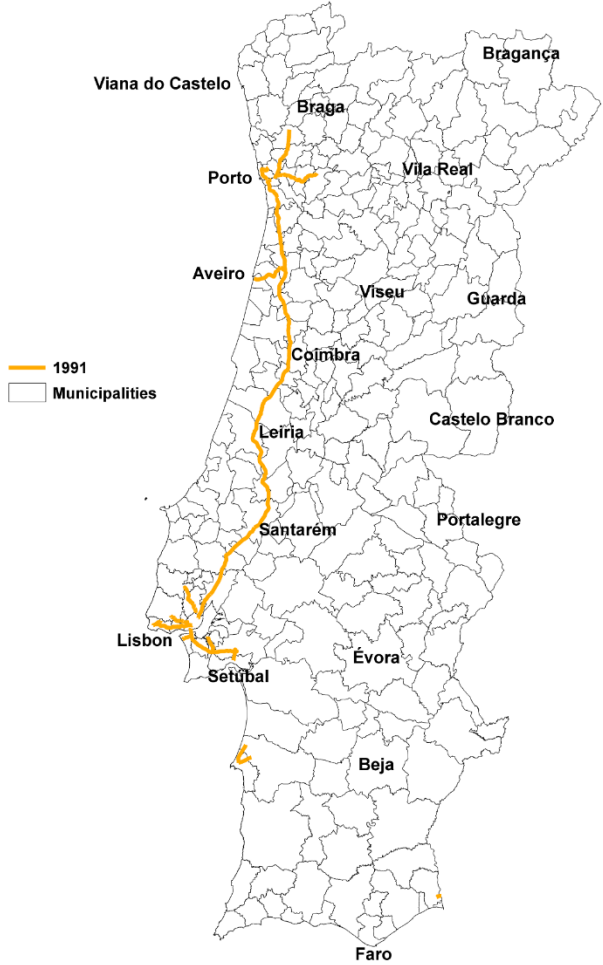 Bragança
Viana do Castelo
Braga
Porto
Vila Real
Aveiro
Viseu
Guarda
Coimbra
1991
Municipalities
Castelo Branco
Leiria
Portalegre
Santarém
Lisbon
Évora
Setúbal
Beja
Faro